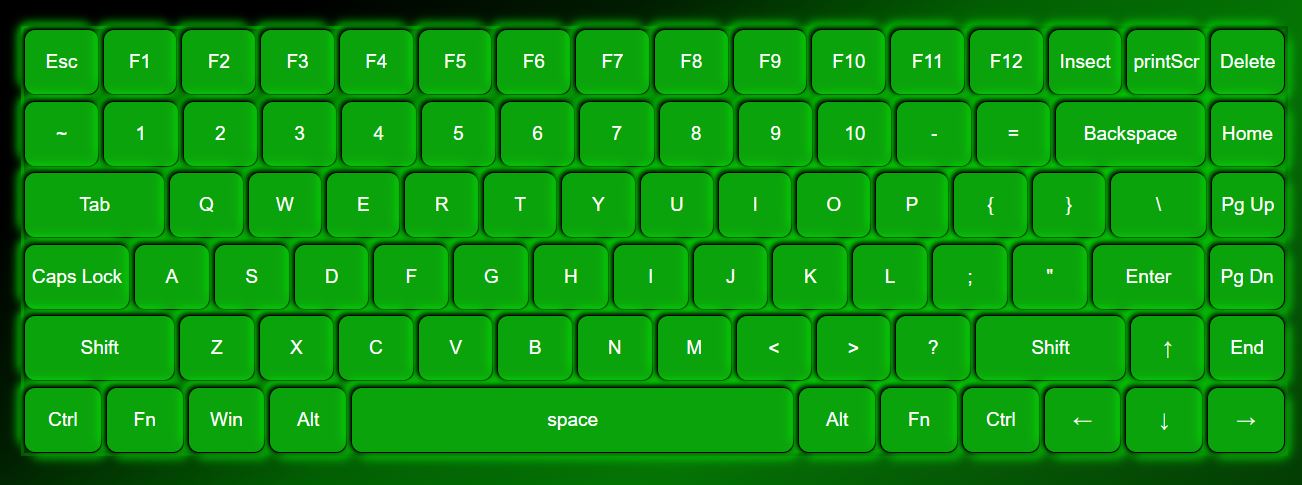 Esc F1 F2 F3 F4 F5 F6 F7 F8 F9 F10 F11 F12 Insect printScr Delete
~ 1 2 3 4 5 6 7 8 9 10 - = Backspace Home
Tab Q W E R T Y U I O P { } \ Pg Up
Caps Lock A S D F G H I J K L ; " Enter Pg Dn
Shift Z X C V B N M < > ? Shift ↑ End
Ctrl Fn Win Alt space Alt Fn Ctrl ← ↓ →